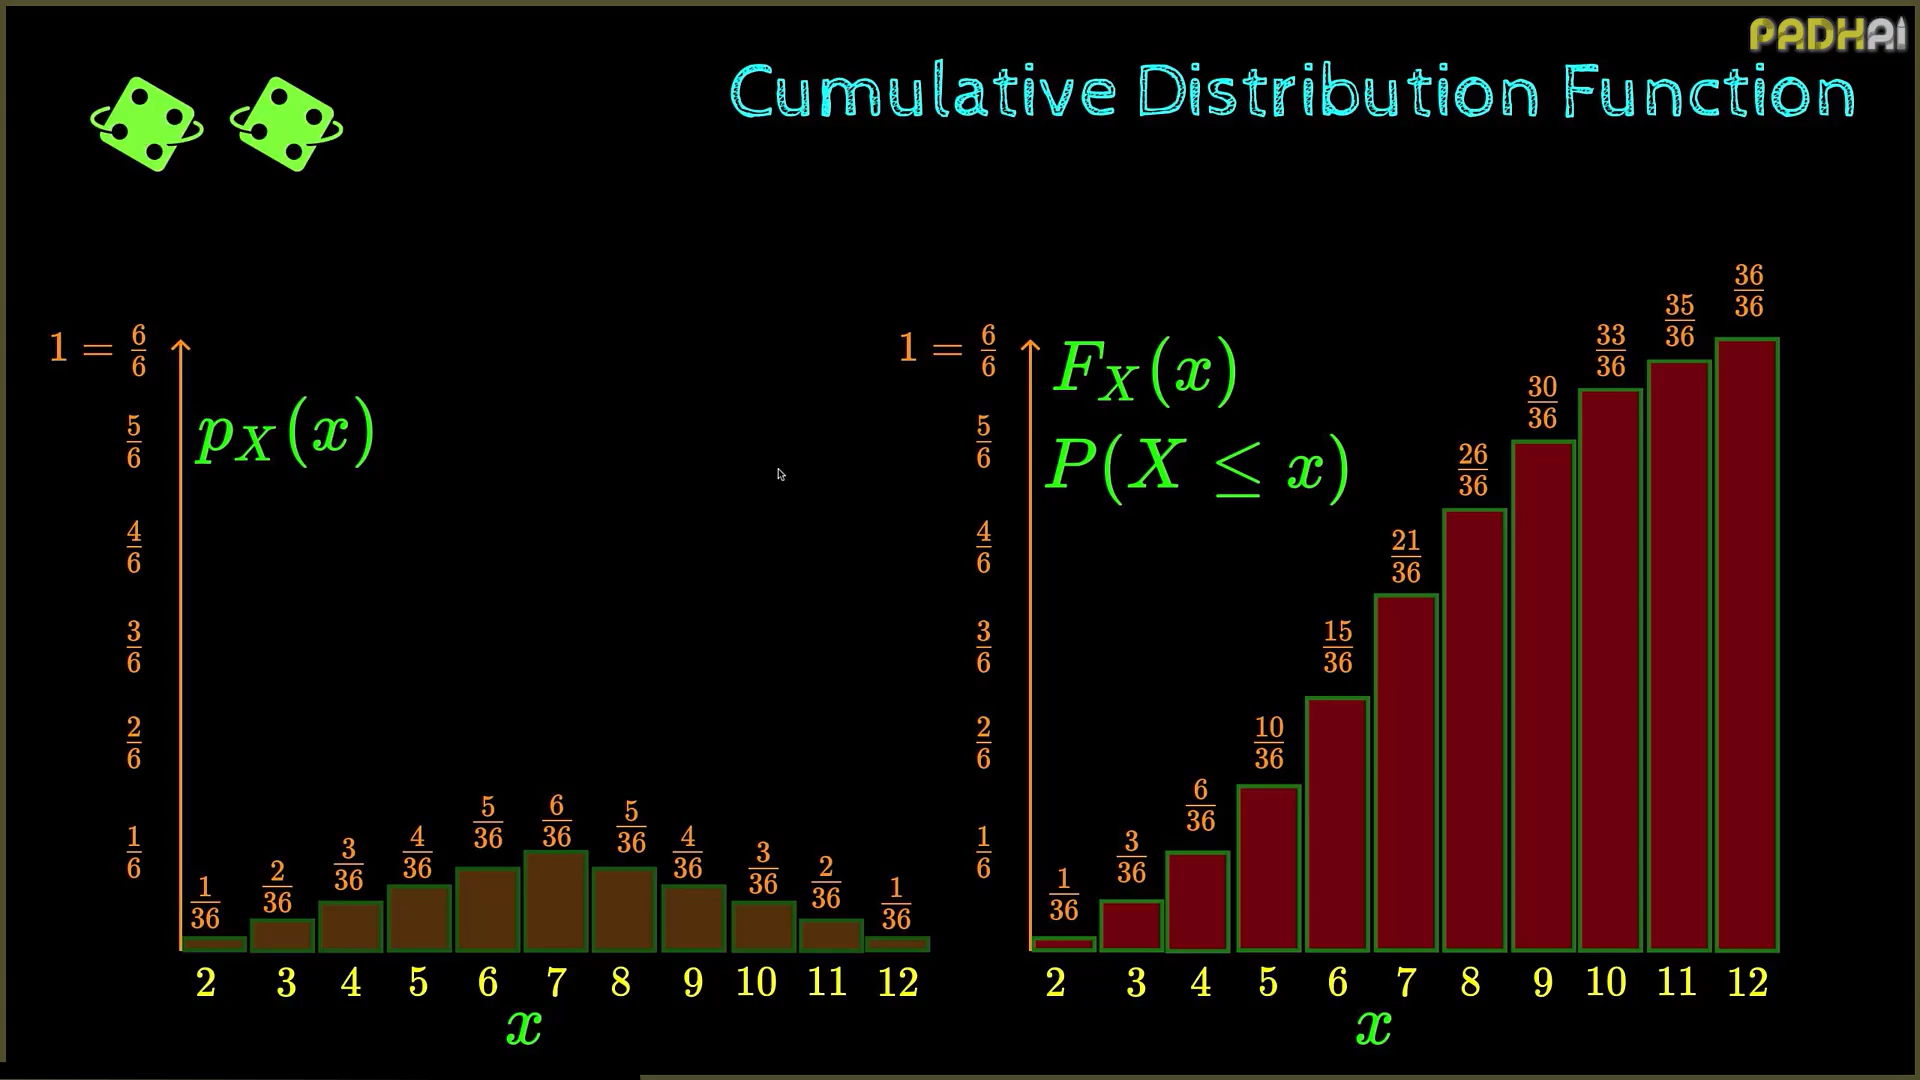 PADHAI
Cumulative Distribution Function
1 = 6/6
5/6
4/6
3/6
2/6
1/6
p_X(x)
1/36 2/36 3/36 4/36 5/36 6/36 5/36 4/36 3/36 2/36 1/36
2 3 4 5 6 7 8 9 10 11 12
x
1 = 6/6
5/6
4/6
3/6
2/6
1/6
F_X(x)
P(X ≤ x)
1/36 3/36 6/36 10/36 15/36 21/36 26/36 30/36 33/36 35/36 36/36
2 3 4 5 6 7 8 9 10 11 12
x